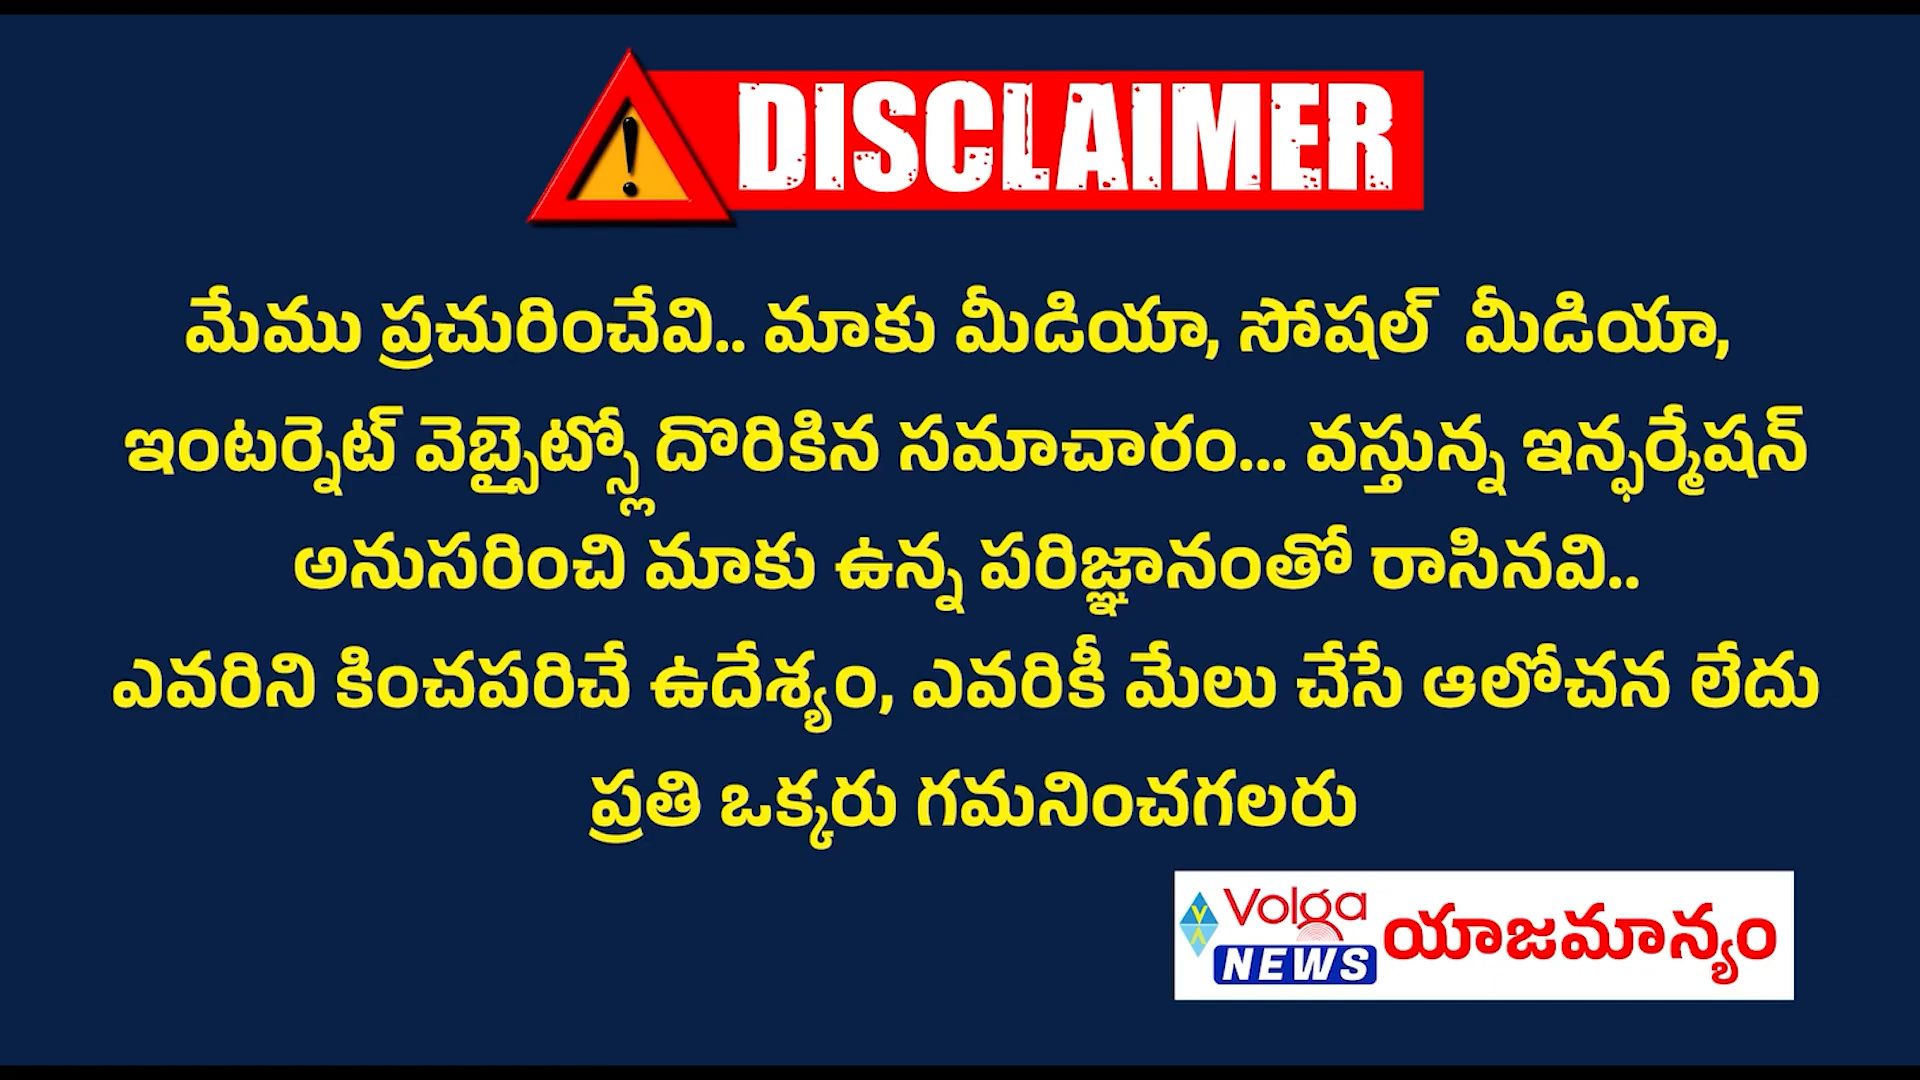 DISCLAIMER
మేము ప్రచురించేవి.. మాకు మీడియా, సోషల్ మీడియా,
ఇంటర్నెట్ వెబ్సైట్స్లో దొరికిన సమాచారం... వస్తున్న ఇన్ఫర్మేషన్
అనుసరించి మాకు ఉన్న పరిజ్ఞానంతో రాసినవి..
ఎవరిని కించపరిచే ఉదేశ్యం, ఎవరికీ మేలు చేసే ఆలోచన లేదు
ప్రతి ఒక్కరు గమనించగలరు
Volga
NEWS యాజమాన్యం